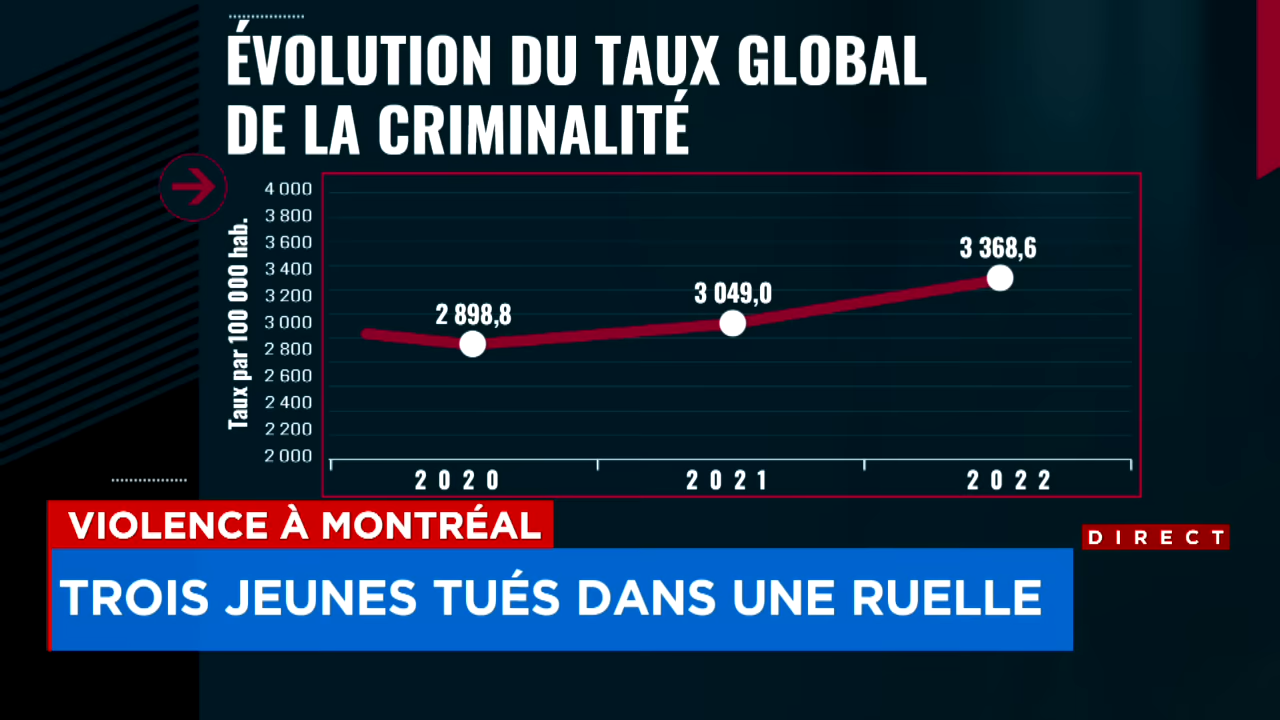 ÉVOLUTION DU TAUX GLOBAL
DE LA CRIMINALITÉ
Taux par 100 000 hab.
4 000
3 800
3 600
3 400
3 200
3 000
2 800
2 600
2 400
2 200
2 000
2 898,8
3 049,0
3 368,6
2020
2021
2022
VIOLENCE À MONTRÉAL
DIRECT
TROIS JEUNES TUÉS DANS UNE RUELLE